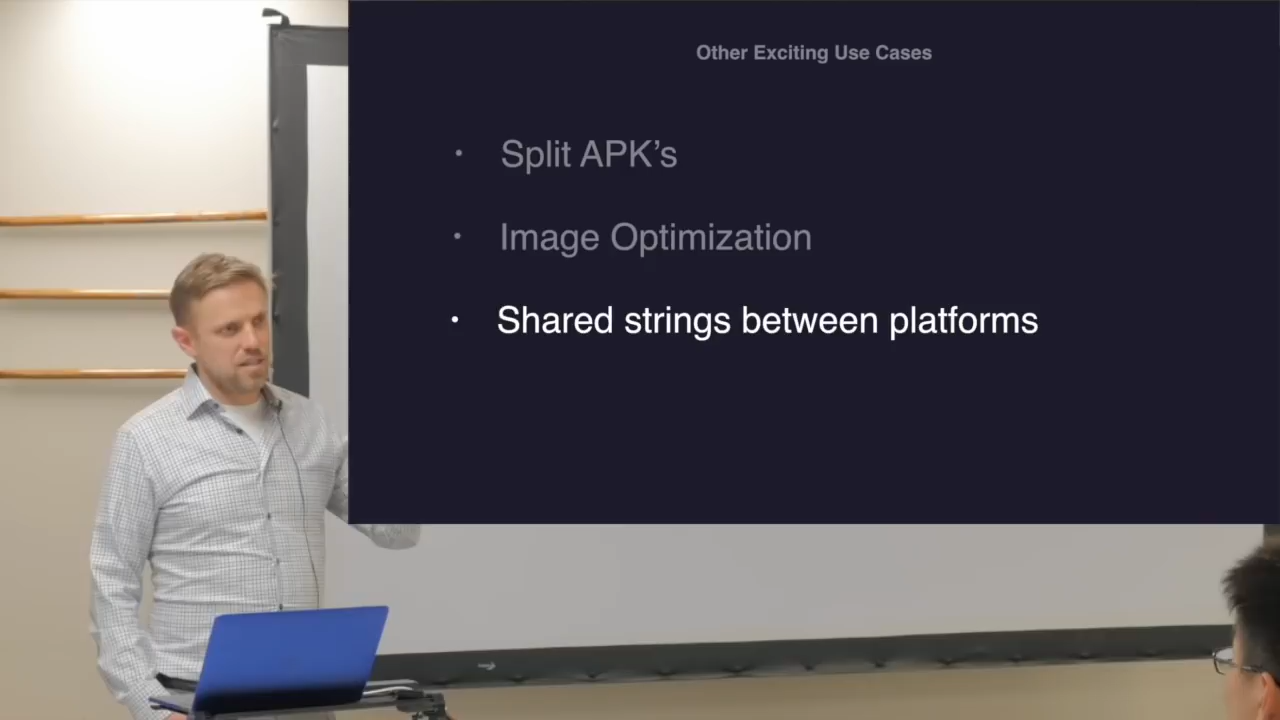 Other Exciting Use Cases
· Split APK’s
· Image Optimization
· Shared strings between platforms